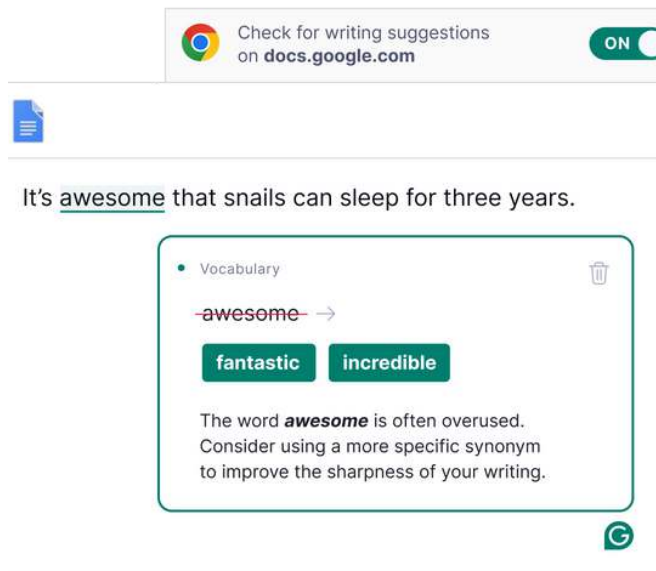 Check for writing suggestions
on docs.google.com
ON
It's awesome that snails can sleep for three years.
Vocabulary
awesome →
fantastic incredible
The word awesome is often overused.
Consider using a more specific synonym
to improve the sharpness of your writing.